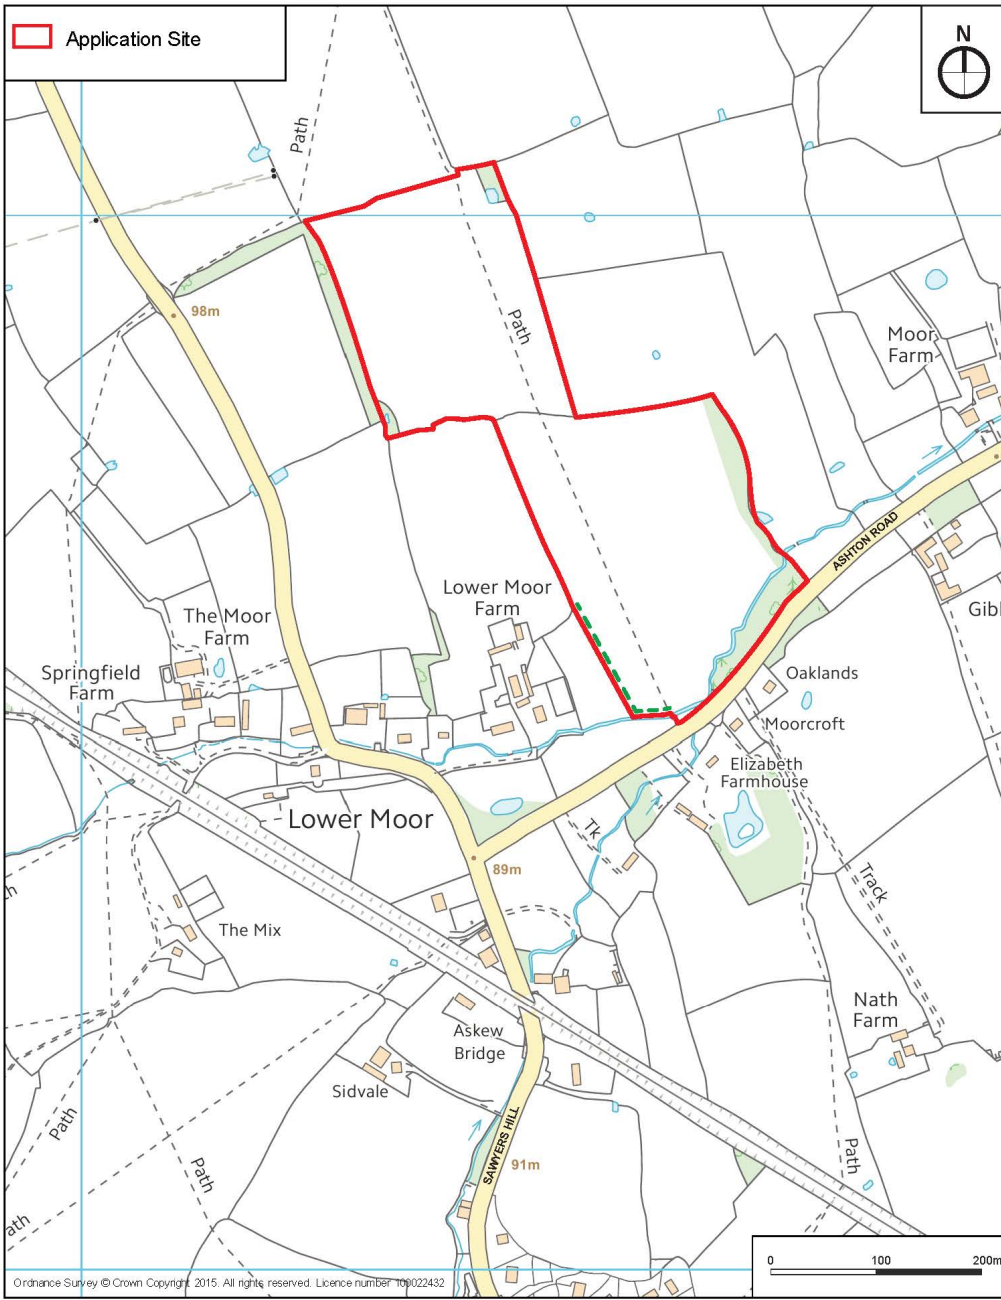 Application Site
N
Path
98m
Path
Moor
Farm
ASHTON ROAD
Lower Moor
Farm
The Moor
Farm
Springfield
Farm
Oaklands
Moorcroft
Elizabeth
Farmhouse
Lower Moor
Tk
89m
Track
The Mix
Nath
Farm
Askew
Bridge
Sidvale
Path
Path
SAWYERS HILL
91m
Path
0 100 200m
Ordnance Survey © Crown Copyright 2015. All rights reserved. Licence number 100022432